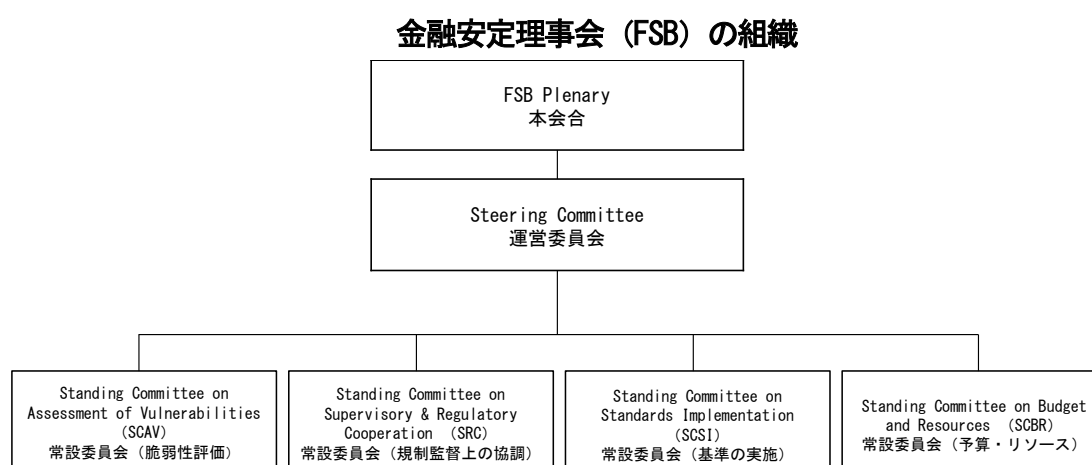 金融安定理事会（FSB）の組織
FSB Plenary
本会合
Steering Committee
運営委員会
Standing Committee on
Assessment of Vulnerabilities
(SCAV)
常設委員会（脆弱性評価）
Standing Committee on
Supervisory & Regulatory
Cooperation （SRC）
常設委員会（規制監督上の協調）
Standing Committee on
Standards Implementation
(SCSI)
常設委員会（基準の実施）
Standing Committee on Budget
and Resources （SCBR）
常設委員会（予算・リソース）